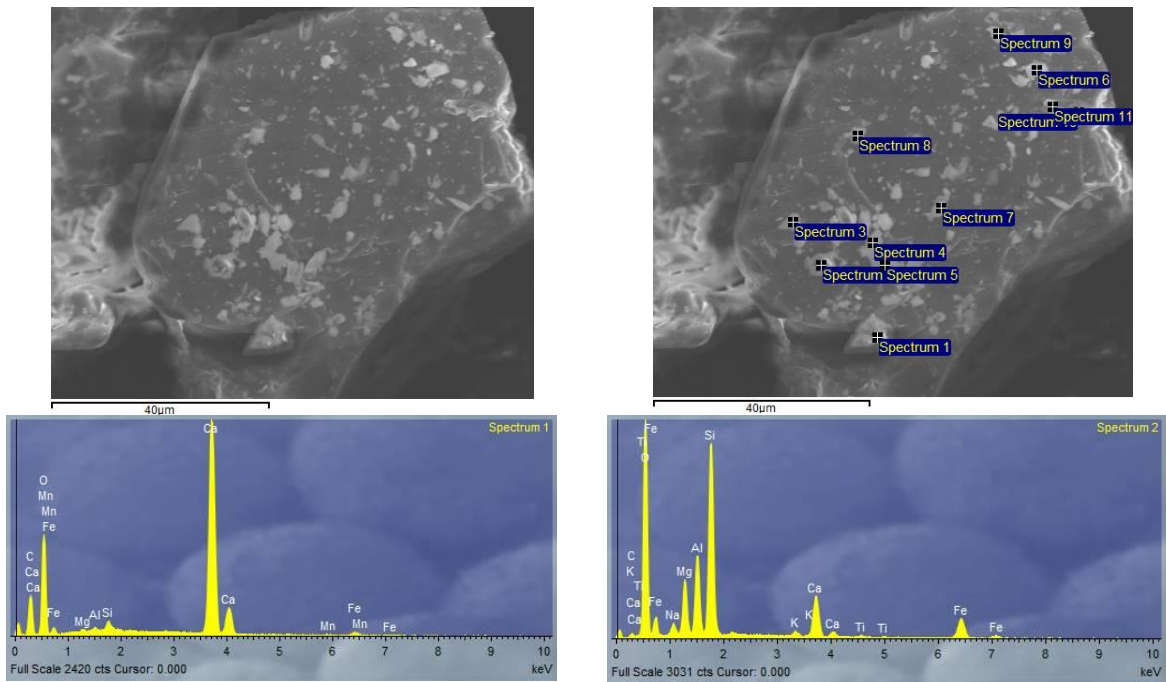 Spectrum 9
Spectrum 6
Spectrum 11
Spectrum 8
Spectrum 7
Spectrum 3
Spectrum 4
Spectrum Spectrum 5
Spectrum 1
40µm
40µm
Spectrum 1
Ca
O
Mn
Mn
Fe
C
Ca
Ca
Fe
Mg Al Si
Ca
Mn
Fe
Mn
Fe
0 1 2 3 4 5 6 7 8 9 10
Full Scale 2420 cts Cursor: 0.000 keV
Spectrum 2
Fe
O
Si
C
K
Ca
Ca
Fe
Na
Mg
Al
K
K
Ca
Ca
Ti
Ti
Fe
Fe
0 1 2 3 4 5 6 7 8 9 10
Full Scale 3031 cts Cursor: 0.000 keV